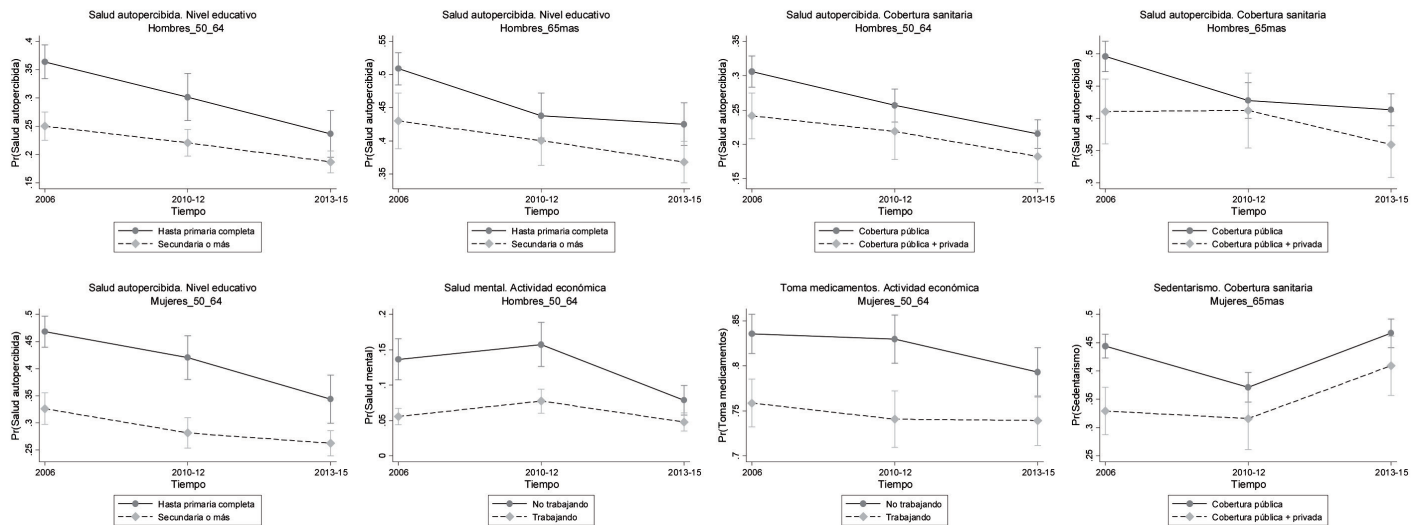 Salud autopercibida. Nivel educativo
Hombres_50_64
Pr(Salud autopercibida)
.4
.35
.3
.25
.2
.15
2006
2010-12
2013-15
Tiempo
Hasta primaria completa
Secundaria o más
Salud autopercibida. Nivel educativo
Hombres_65mas
Pr(Salud autopercibida)
.55
.5
.45
.4
.35
2006
2010-12
2013-15
Tiempo
Hasta primaria completa
Secundaria o más
Salud autopercibida. Cobertura sanitaria
Hombres_50_64
Pr(Salud autopercibida)
.35
.3
.25
.2
.15
2006
2010-12
2013-15
Tiempo
Cobertura pública
Cobertura pública + privada
Salud autopercibida. Cobertura sanitaria
Hombres_65mas
Pr(Salud autopercibida)
.5
.45
.4
.35
.3
2006
2010-12
2013-15
Tiempo
Cobertura pública
Cobertura pública + privada
Salud autopercibida. Nivel educativo
Mujeres_50_64
Pr(Salud autopercibida)
.5
.45
.4
.35
.3
.25
2006
2010-12
2013-15
Tiempo
Hasta primaria completa
Secundaria o más
Salud mental. Actividad económica
Hombres_50_64
Pr(Salud mental)
.2
.15
.1
.05
0
2006
2010-12
2013-15
Tiempo
No trabajando
Trabajando
Toma medicamentos. Actividad económica
Mujeres_50_64
Pr(Toma medicamentos)
.85
.8
.75
.7
2006
2010-12
2013-15
Tiempo
No trabajando
Trabajando
Sedentarismo. Cobertura sanitaria
Mujeres_65mas
Pr(Sedentarismo)
.5
.45
.4
.35
.3
.25
2006
2010-12
2013-15
Tiempo
Cobertura pública
Cobertura pública + privada